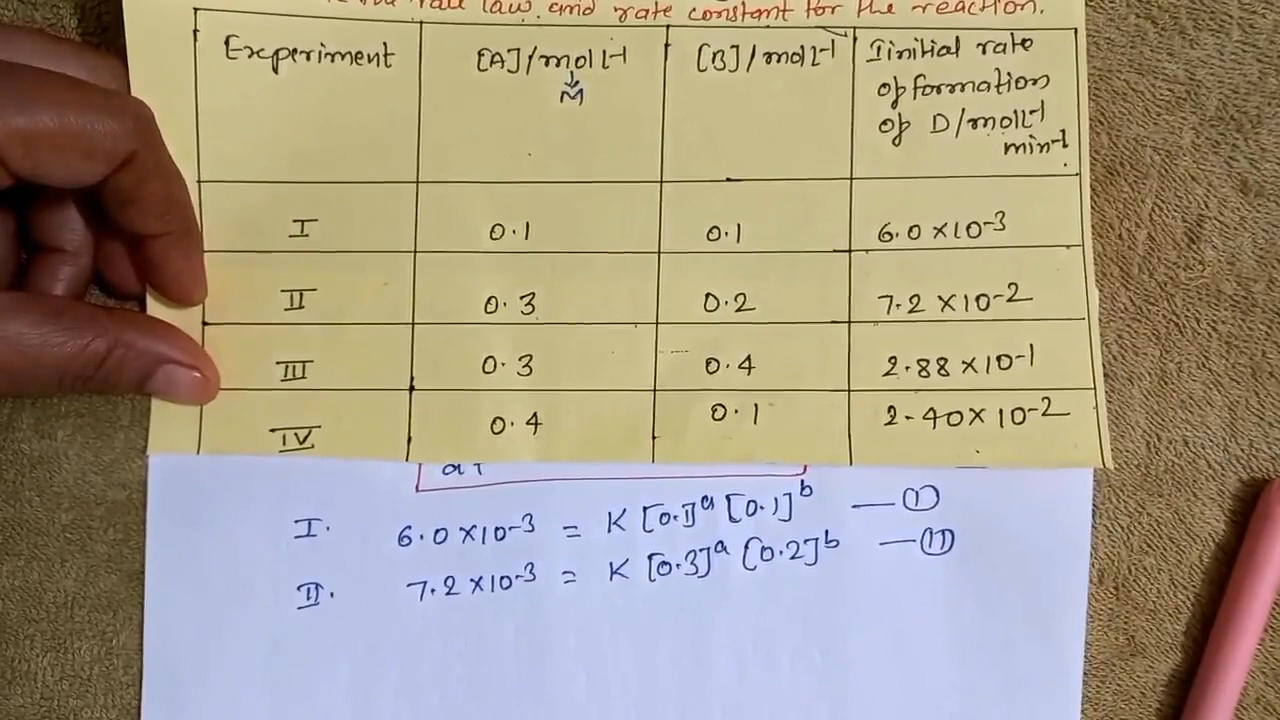 rate law and rate constant for the reaction.
Experiment
[A]/mol L-1
↓
M
[B]/mol L-1
Iinitial rate
of formation
of D/mol L-1
min-1
I
0.1
0.1
6.0 x 10-3
II
0.3
0.2
7.2 x 10-2
III
0.3
0.4
2.88 x 10-1
IV
0.4
0.1
2.40 x 10-2
I. 6.0 x 10-3 = K [0.1]a [0.1]b — (I)
II. 7.2 x 10-3 = K [0.3]a [0.2]b — (II)